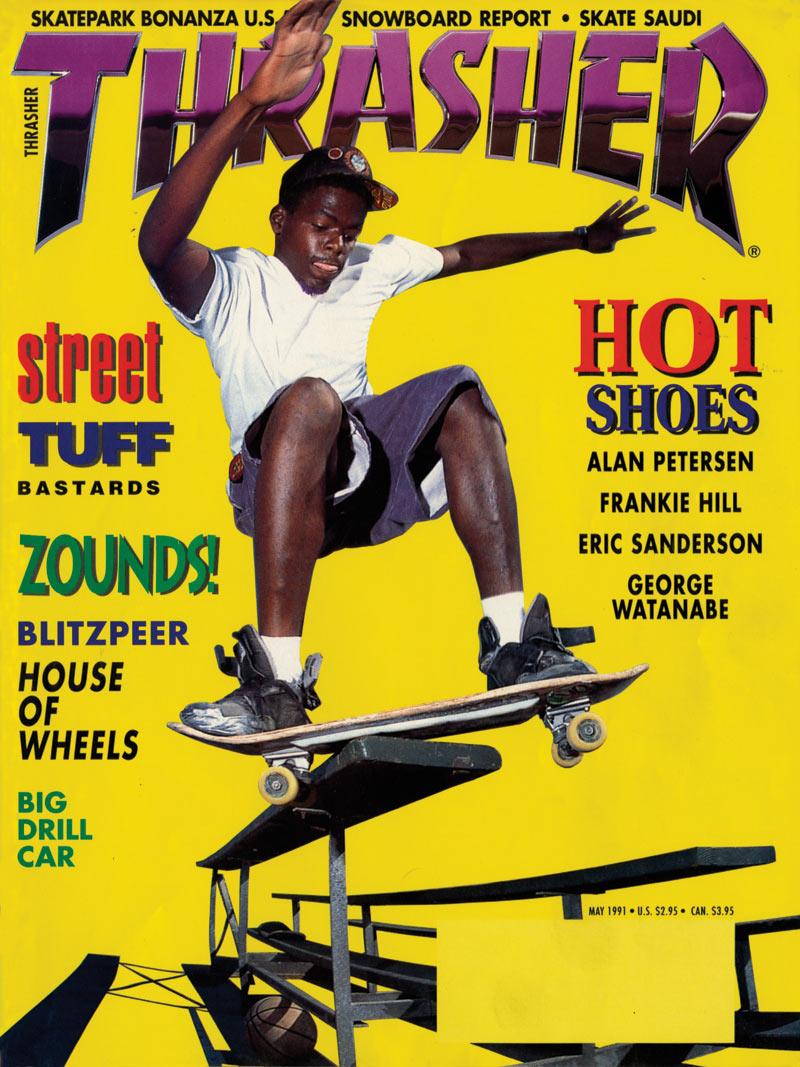 SKATEPARK BONANZA U.S. SNOWBOARD REPORT • SKATE SAUDI
THRASHER
THRASHER
®
street
TUFF
BASTARDS
ZOUNDS!
BLITZPEER
HOUSE
OF
WHEELS
BIG
DRILL
CAR
HOT
SHOES
ALAN PETERSEN
FRANKIE HILL
ERIC SANDERSON
GEORGE
WATANABE
MAY 1991 • U.S. $2.95 • CAN. $3.95